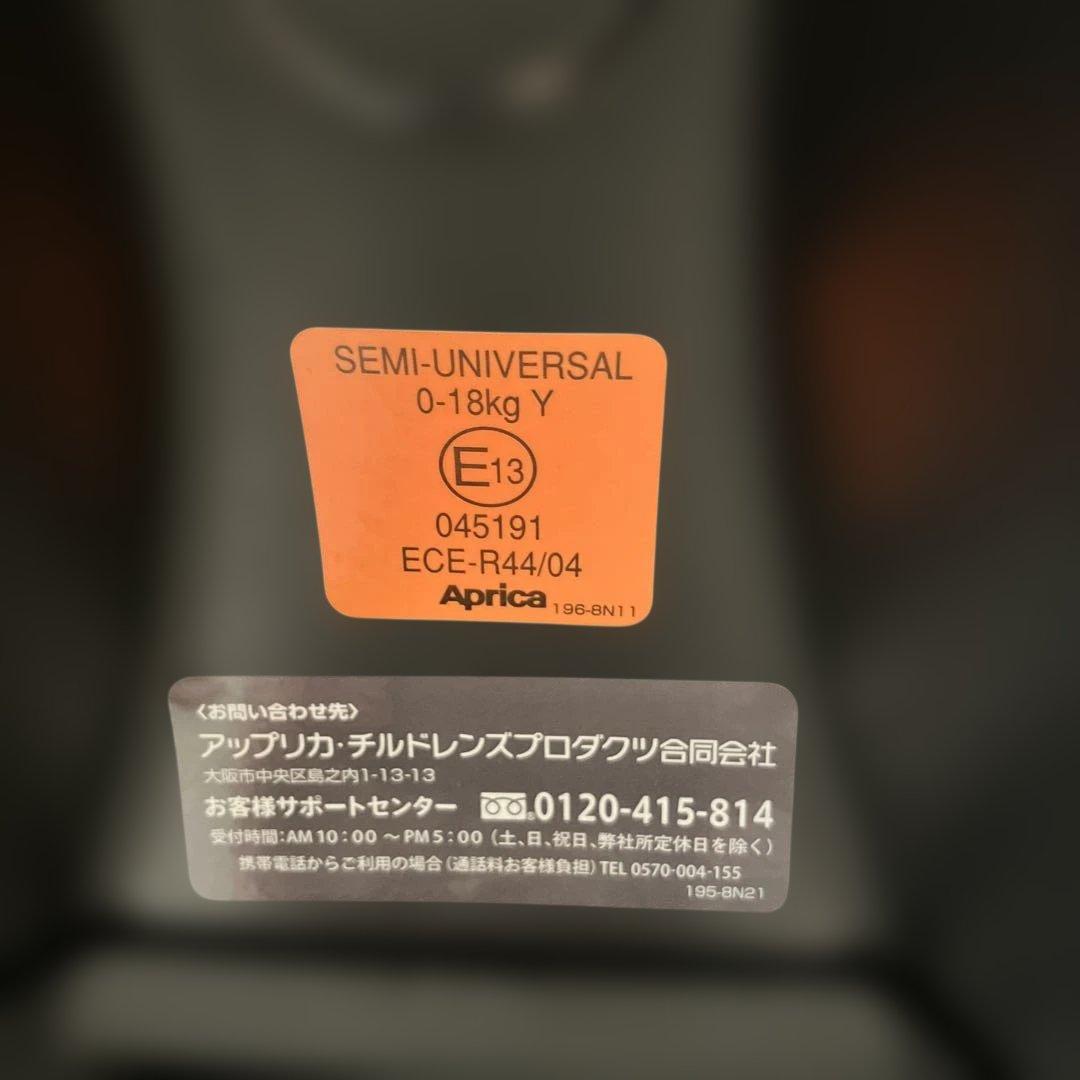 SEMI-UNIVERSAL
0-18kg Y
E13
045191
ECE-R44/04
Aprica 196-8N11
〈お問い合わせ先〉
アップリカ・チルドレンズプロダクツ合同会社
大阪市中央区島之内1-13-13
お客様サポートセンター 0120-415-814
受付時間:AM10:00 〜PM5:00 (土、日、祝日、弊社所定休日を除く)
携帯電話からご利用の場合(通話料お客様負担) TEL 0570-004-155
195-8N21